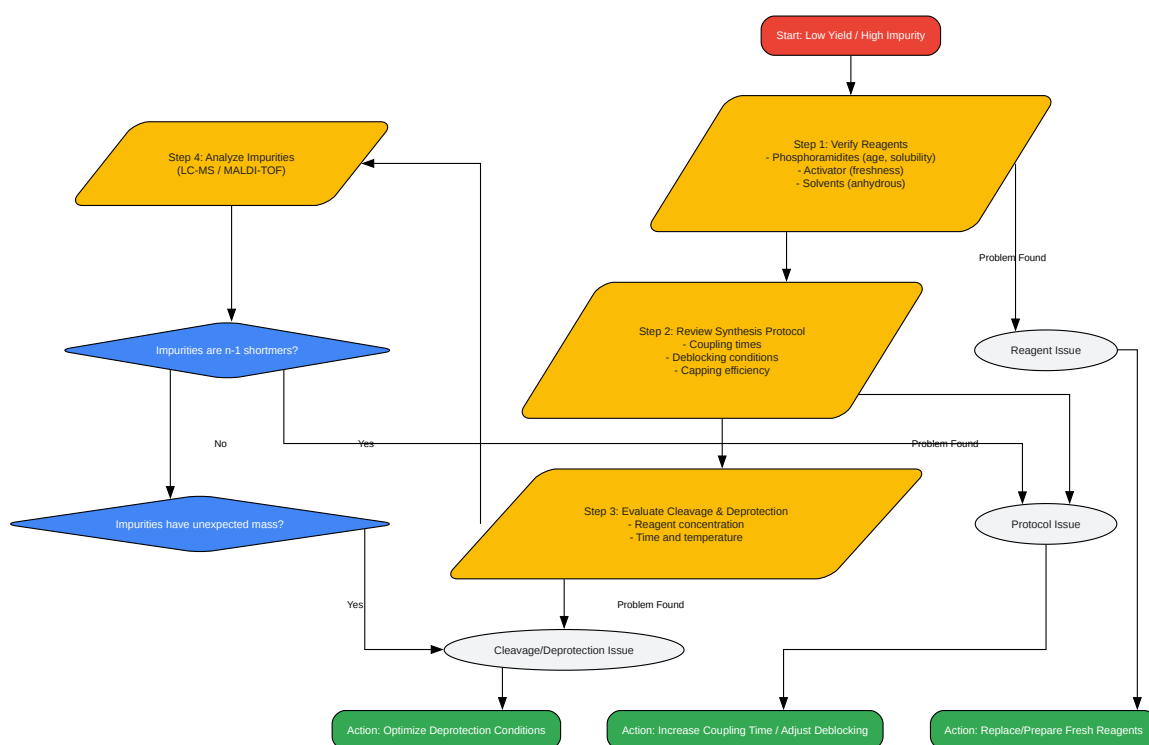 Start: Low Yield / High Impurity
Step 1: Verify Reagents
- Phosphoramidites (age, solubility)
- Activator (freshness)
- Solvents (anhydrous)
Step 4: Analyze Impurities
(LC-MS / MALDI-TOF)
Problem Found
Step 2: Review Synthesis Protocol
- Coupling times
- Deblocking conditions
- Capping efficiency
Impurities are n-1 shortmers?
Reagent Issue
No
Yes
Problem Found
Step 3: Evaluate Cleavage & Deprotection
- Reagent concentration
- Time and temperature
Impurities have unexpected mass?
Protocol Issue
Yes
Problem Found
Cleavage/Deprotection Issue
Action: Optimize Deprotection Conditions
Action: Increase Coupling Time / Adjust Deblocking
Action: Replace/Prepare Fresh Reagents